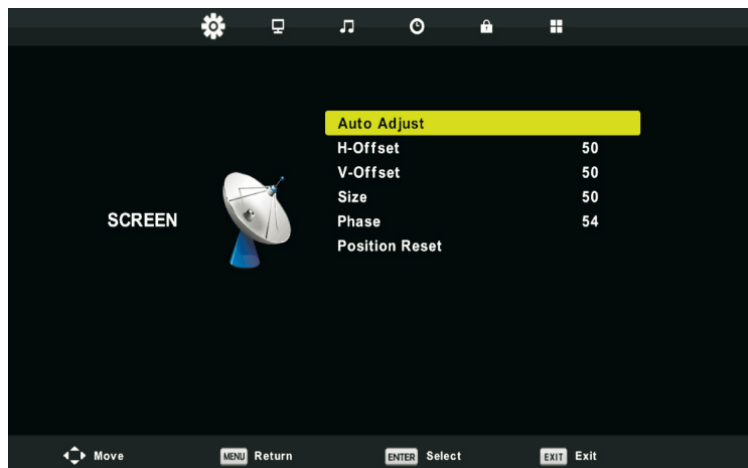 Auto Adjust
H-Offset 50
V-Offset 50
Size 50
SCREEN
Phase 54
Position Reset
Move MENU Return ENTER Select EXIT Exit